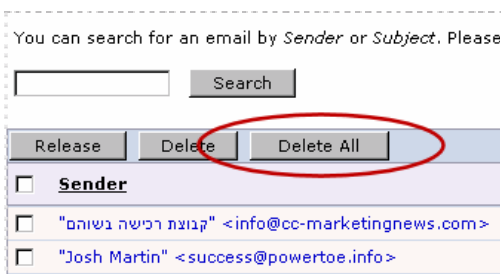 You can search for an email by Sender or Subject. Please
Search
Release Delete Delete All
Sender
"קבוצת רכישה בשוהם" <info@cc-marketingnews.com>
"Josh Martin" <success@powertoe.info>